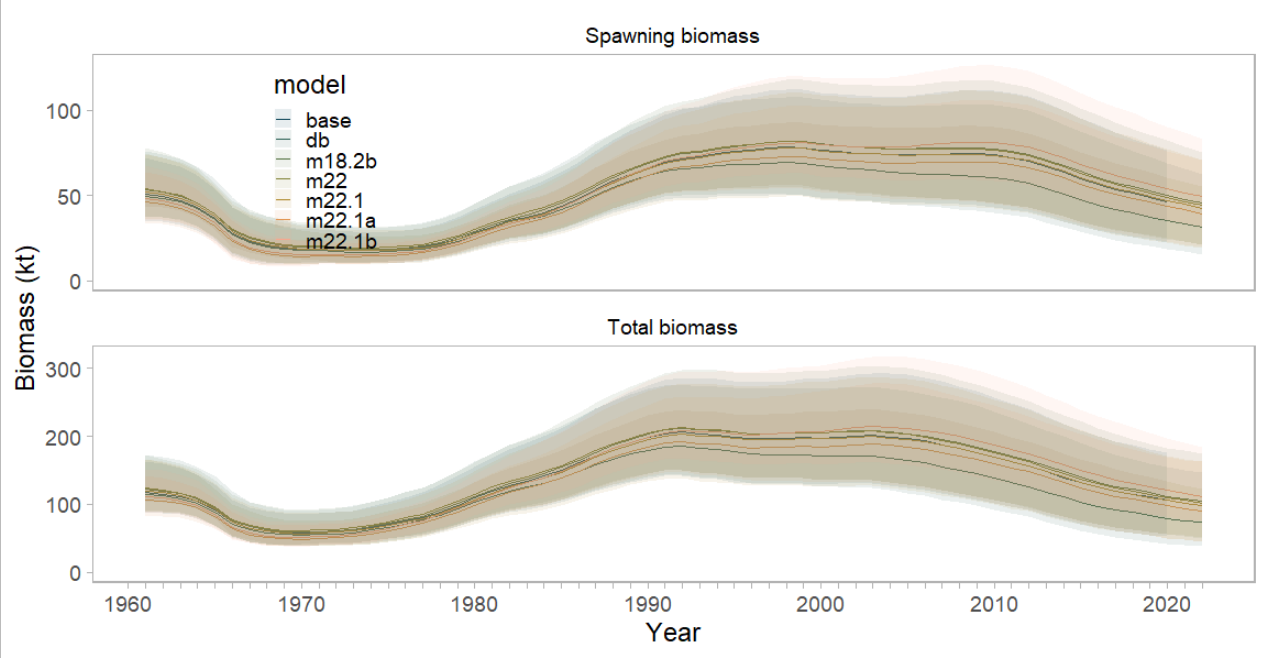 Spawning biomass
model
base
db
m18.2b
m22
m22.1
m22.1a
m22.1b
100
50
0
Biomass (kt)
Total biomass
300
200
100
0
1960 1970 1980 1990 2000 2010 2020
Year